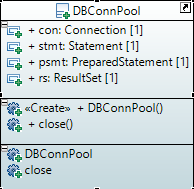 DBConnPool
+ con: Connection [1]
+ stmt: Statement [1]
+ psmt: PreparedStatement [1]
+ rs: ResultSet [1]
«Create» + DBConnPool()
+ close()
DBConnPool
close